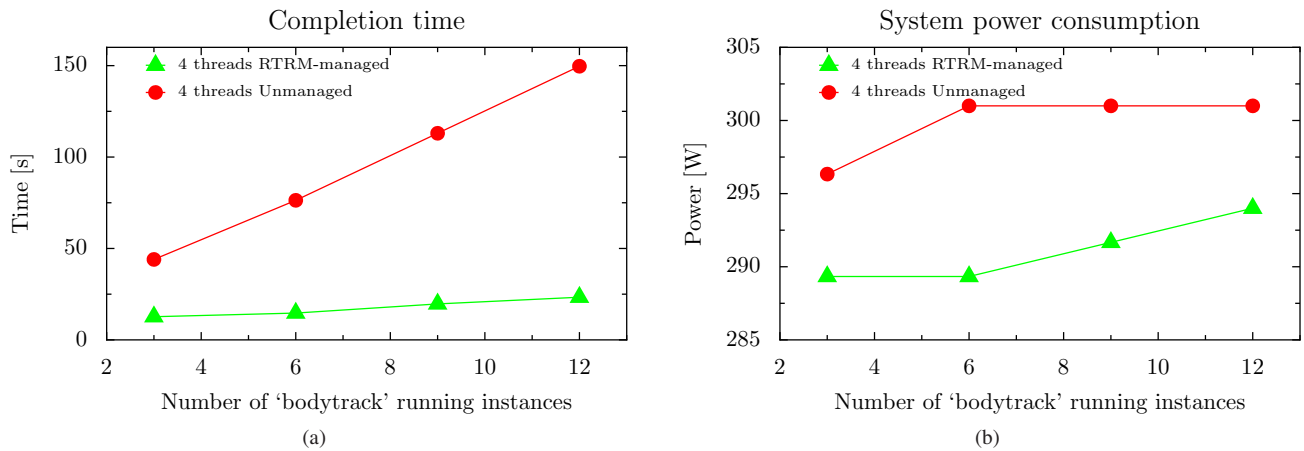 Completion time
150
100
50
0
Time [s]
4 threads RTRM-managed
4 threads Unmanaged
2 4 6 8 10 12
Number of ‘bodytrack’ running instances
(a)
System power consumption
305
300
295
290
285
Power [W]
4 threads RTRM-managed
4 threads Unmanaged
2 4 6 8 10 12
Number of ‘bodytrack’ running instances
(b)